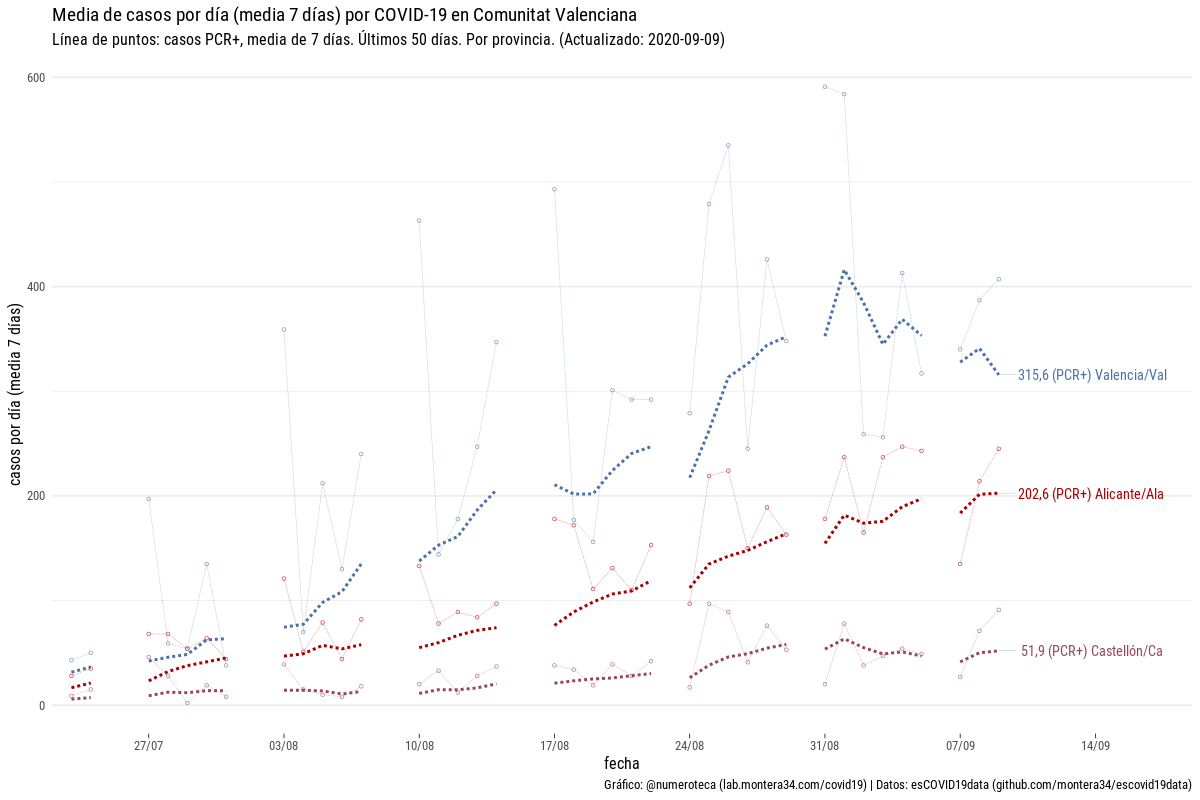 Media de casos por día (media 7 días) por COVID-19 en Comunitat Valenciana
Línea de puntos: casos PCR+, media de 7 días. Últimos 50 días. Por provincia. (Actualizado: 2020-09-09)
casos por día (media 7 días)
600
400
200
0
315,6 (PCR+) Valencia/Val
202,6 (PCR+) Alicante/Ala
51,9 (PCR+) Castellón/Ca
27/07
03/08
10/08
17/08
24/08
31/08
07/09
14/09
fecha
Gráfico: @numeroteca (lab.montera34.com/covid19) | Datos: esCOVID19data (github.com/montera34/escovid19data)